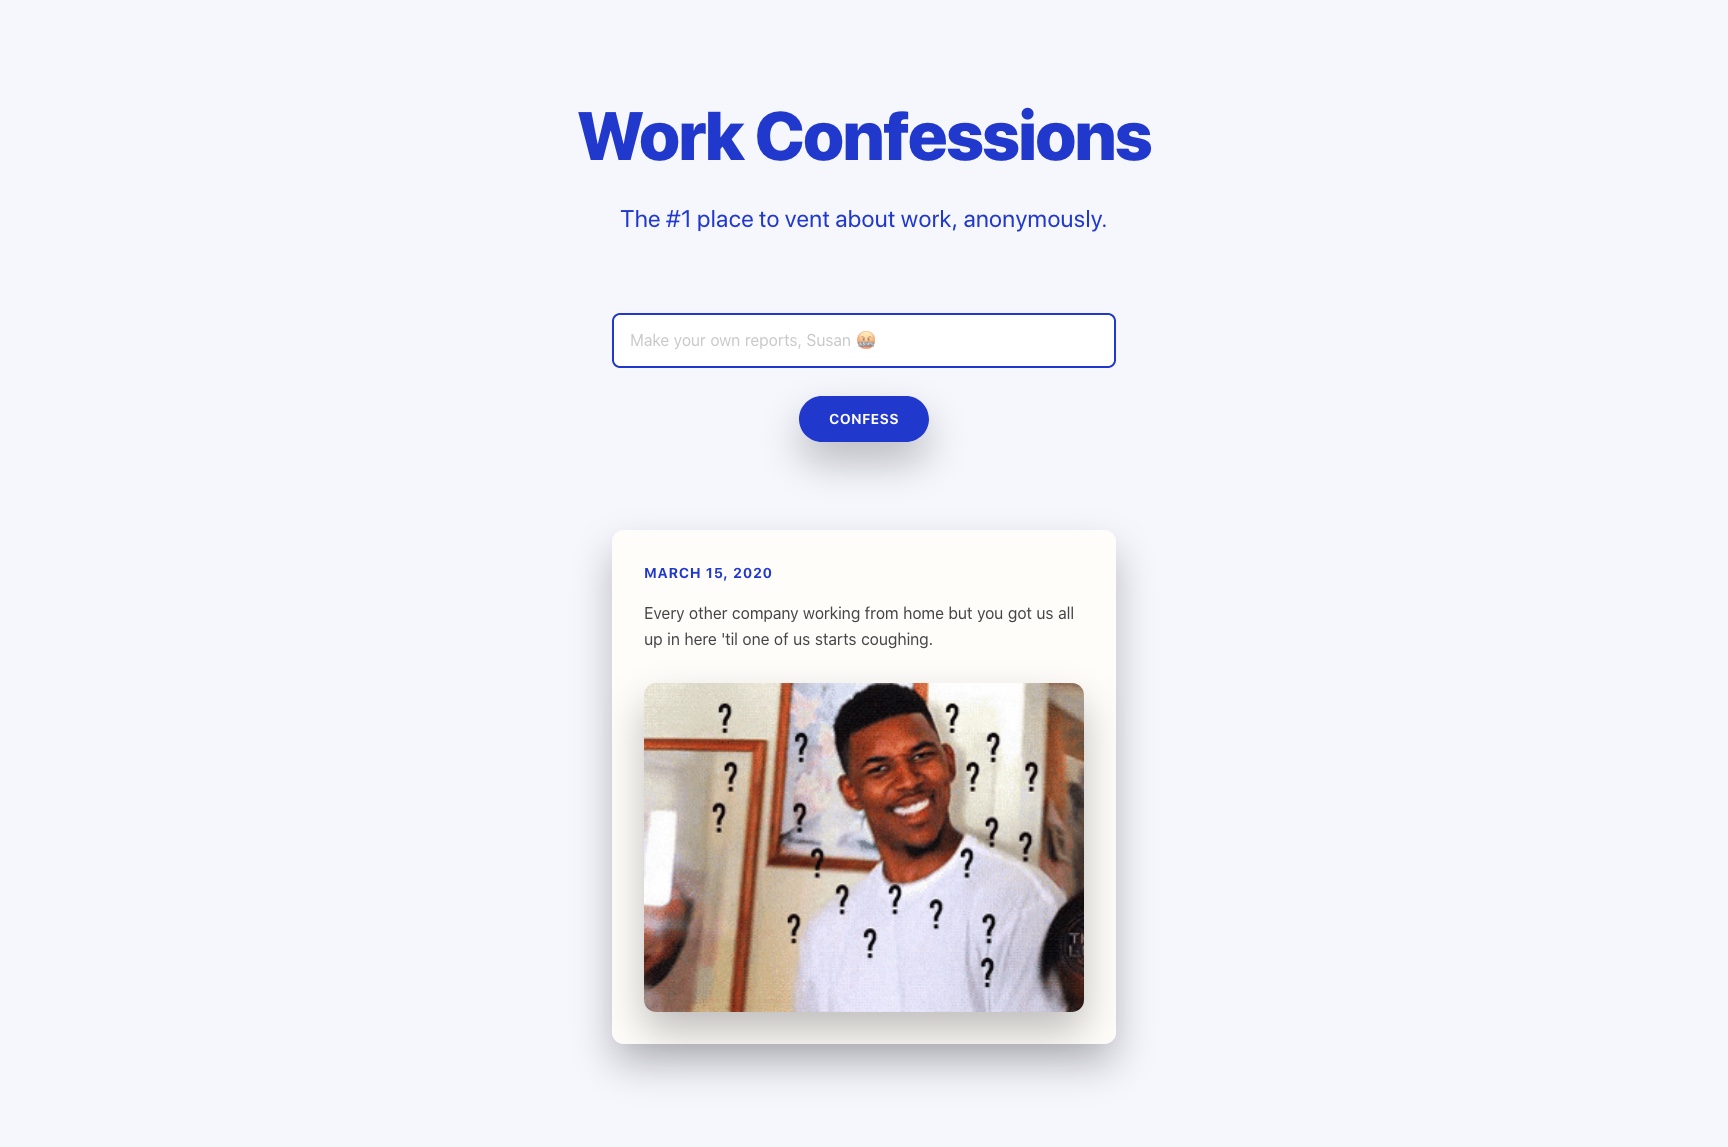 Work Confessions
The #1 place to vent about work, anonymously.
Make your own reports, Susan 🤬
CONFESS
MARCH 15, 2020
Every other company working from home but you got us all
up in here 'til one of us starts coughing.
? ?
? ?
? ? ?
? ?
? ?
? ?
? ? ?
? ?
?
?